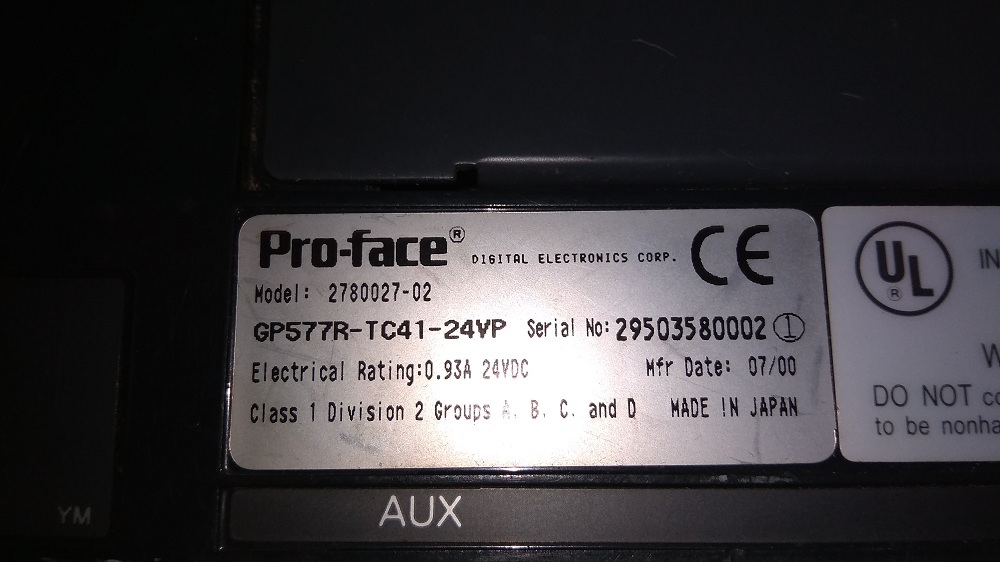 Pro-face® DIGITAL ELECTRONICS CORP. CE
Model: 2780027-02
GP577R-TC41-24VP Serial No: 29503580002 ①
Electrical Rating:0.93A 24VDC Mfr Date: 07/00
Class 1 Division 2 Groups A. B. C. and D MADE IN JAPAN
UL ®
DO NOT
to be
AUX
YM